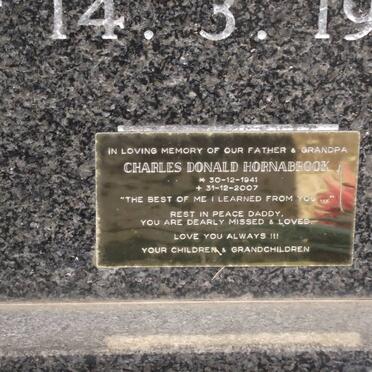 14. 3. 19
IN LOVING MEMORY OF OUR FATHER & GRANDPA
CHARLES DONALD HORNABROOK
* 30-12-1941
+ 31-12-2007
"THE BEST OF ME I LEARNED FROM YOU ..."
REST IN PEACE DADDY,
YOU ARE DEARLY MISSED & LOVED.
LOVE YOU ALWAYS !!!
YOUR CHILDREN & GRANDCHILDREN